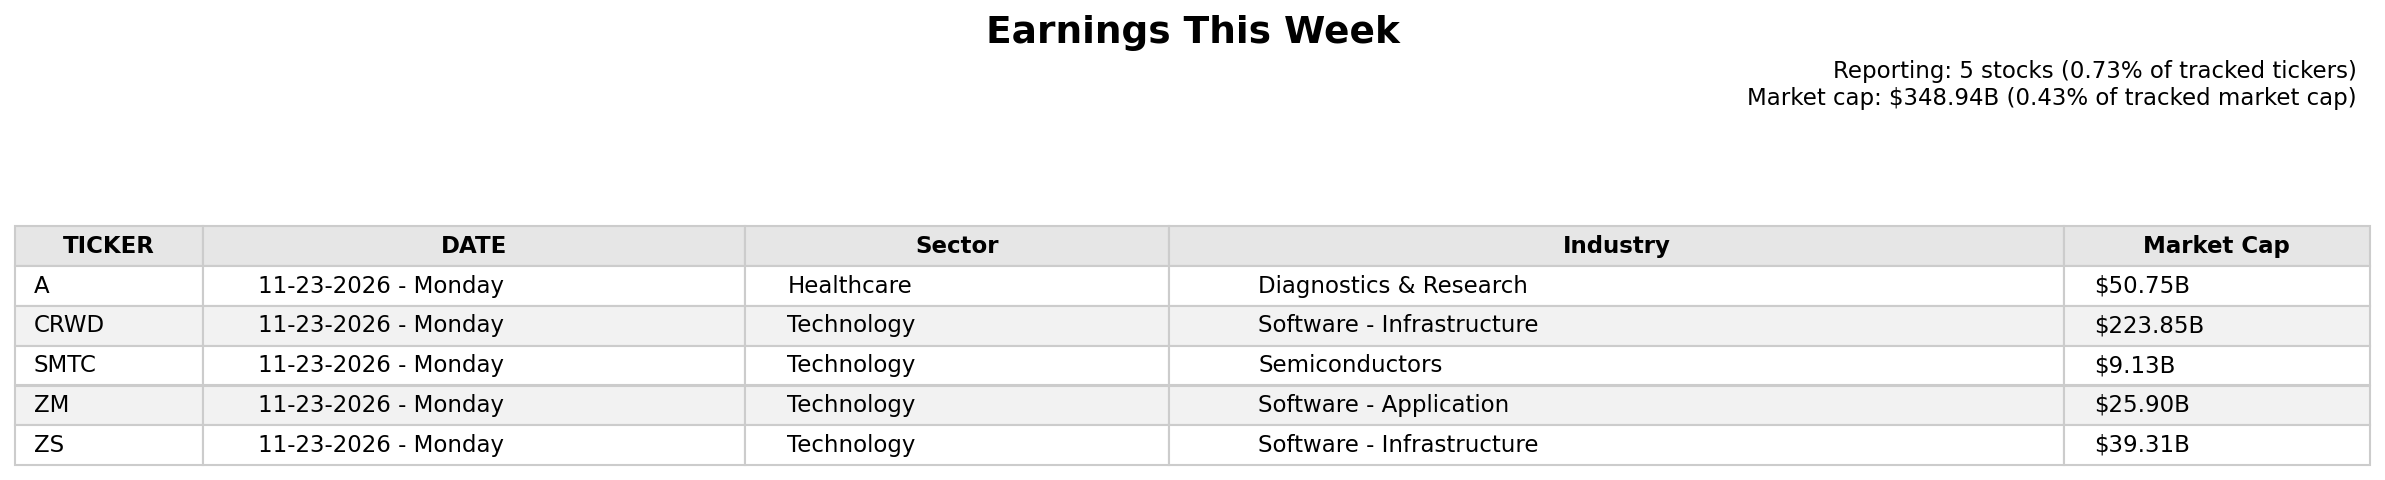 Earnings This Week
Reporting: 5 stocks (0.73% of tracked tickers)
Market cap: $348.94B (0.43% of tracked market cap)
TICKER DATE Sector Industry Market Cap
A 11-23-2026 - Monday Healthcare Diagnostics & Research $50.75B
CRWD 11-23-2026 - Monday Technology Software - Infrastructure $223.85B
SMTC 11-23-2026 - Monday Technology Semiconductors $9.13B
ZM 11-23-2026 - Monday Technology Software - Application $25.90B
ZS 11-23-2026 - Monday Technology Software - Infrastructure $39.31B